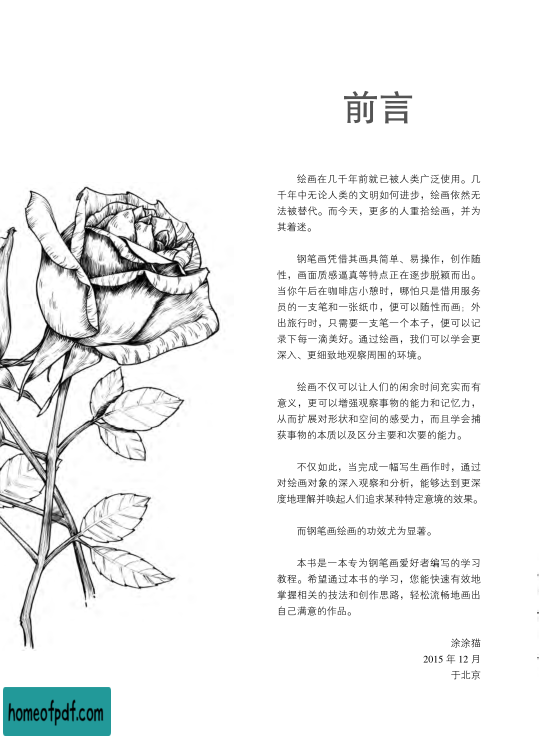 前言
绘画在几千年前就已被人类广泛使用。几
千年中无论人类的文明如何进步，绘画依然无
法被替代。而今天，更多的人重拾绘画，并为
其着迷。
钢笔画凭借其画具简单、易操作，创作随
性，画面质感逼真等特点正在逐步脱颖而出。
当你午后在咖啡店小憩时，哪怕只是借用服务
员的一支笔和一张纸巾，便可以随性而画；外
出旅行时，只需要一支笔一个本子，便可以记
录下每一滴美好。通过绘画，我们可以学会更
深入、更细致地观察周围的环境。
绘画不仅可以让人们的闲余时间充实而有
意义，更可以增强观察事物的能力和记忆力，
从而扩展对形状和空间的感受力，而且学会捕
获事物的本质以及区分主要和次要的能力。
不仅如此，当完成一幅写生画作时，通过
对绘画对象的深入观察和分析，能够达到更深
度地理解并唤起人们追求某种特定意境的效果。
而钢笔画绘画的功效尤为显著。
本书是一本专为钢笔画爱好者编写的学习
教程。希望通过本书的学习，您能快速有效地
掌握相关的技法和创作思路，轻松流畅地画出
自己满意的作品。
涂涂猫
2015 年 12 月
于北京
homeofpdf.com